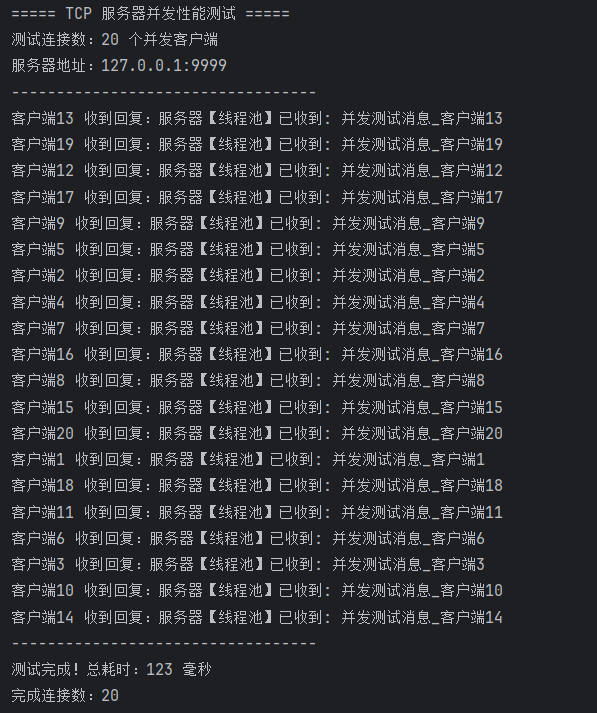 ===== TCP 服务器并发性能测试 =====
测试连接数：20 个并发客户端
服务器地址：127.0.0.1:9999
----------------------------------
客户端13 收到回复：服务器【线程池】已收到: 并发测试消息_客户端13
客户端19 收到回复：服务器【线程池】已收到: 并发测试消息_客户端19
客户端12 收到回复：服务器【线程池】已收到: 并发测试消息_客户端12
客户端17 收到回复：服务器【线程池】已收到: 并发测试消息_客户端17
客户端9 收到回复：服务器【线程池】已收到: 并发测试消息_客户端9
客户端5 收到回复：服务器【线程池】已收到: 并发测试消息_客户端5
客户端2 收到回复：服务器【线程池】已收到: 并发测试消息_客户端2
客户端4 收到回复：服务器【线程池】已收到: 并发测试消息_客户端4
客户端7 收到回复：服务器【线程池】已收到: 并发测试消息_客户端7
客户端16 收到回复：服务器【线程池】已收到: 并发测试消息_客户端16
客户端8 收到回复：服务器【线程池】已收到: 并发测试消息_客户端8
客户端15 收到回复：服务器【线程池】已收到: 并发测试消息_客户端15
客户端20 收到回复：服务器【线程池】已收到: 并发测试消息_客户端20
客户端1 收到回复：服务器【线程池】已收到: 并发测试消息_客户端1
客户端18 收到回复：服务器【线程池】已收到: 并发测试消息_客户端18
客户端11 收到回复：服务器【线程池】已收到: 并发测试消息_客户端11
客户端6 收到回复：服务器【线程池】已收到: 并发测试消息_客户端6
客户端3 收到回复：服务器【线程池】已收到: 并发测试消息_客户端3
客户端10 收到回复：服务器【线程池】已收到: 并发测试消息_客户端10
客户端14 收到回复：服务器【线程池】已收到: 并发测试消息_客户端14
----------------------------------
测试完成！总耗时：123 毫秒
完成连接数：20